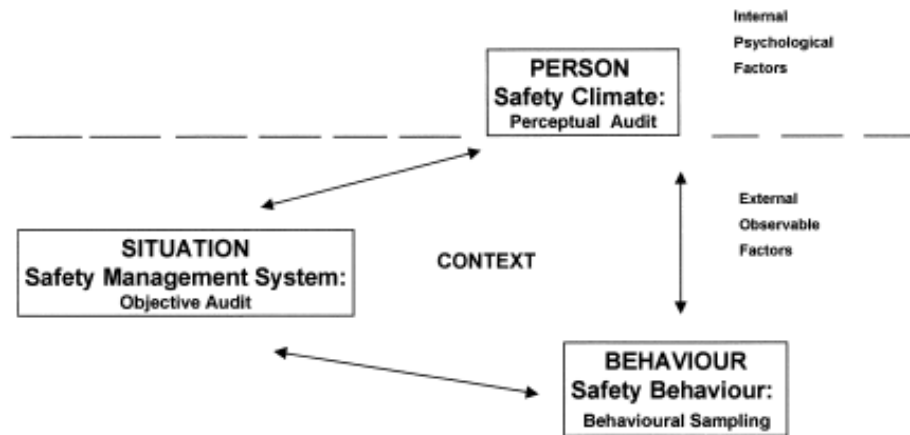 Internal
Psychological
Factors
PERSON
Safety Climate:
Perceptual Audit
External
Observable
Factors
SITUATION
Safety Management System:
Objective Audit
CONTEXT
BEHAVIOUR
Safety Behaviour:
Behavioural Sampling